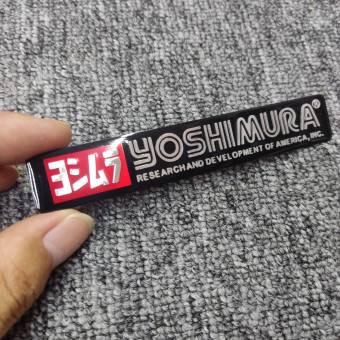 ヨシムラ
YOSHIMURA®
RESEARCH AND DEVELOPMENT OF AMERICA, INC.